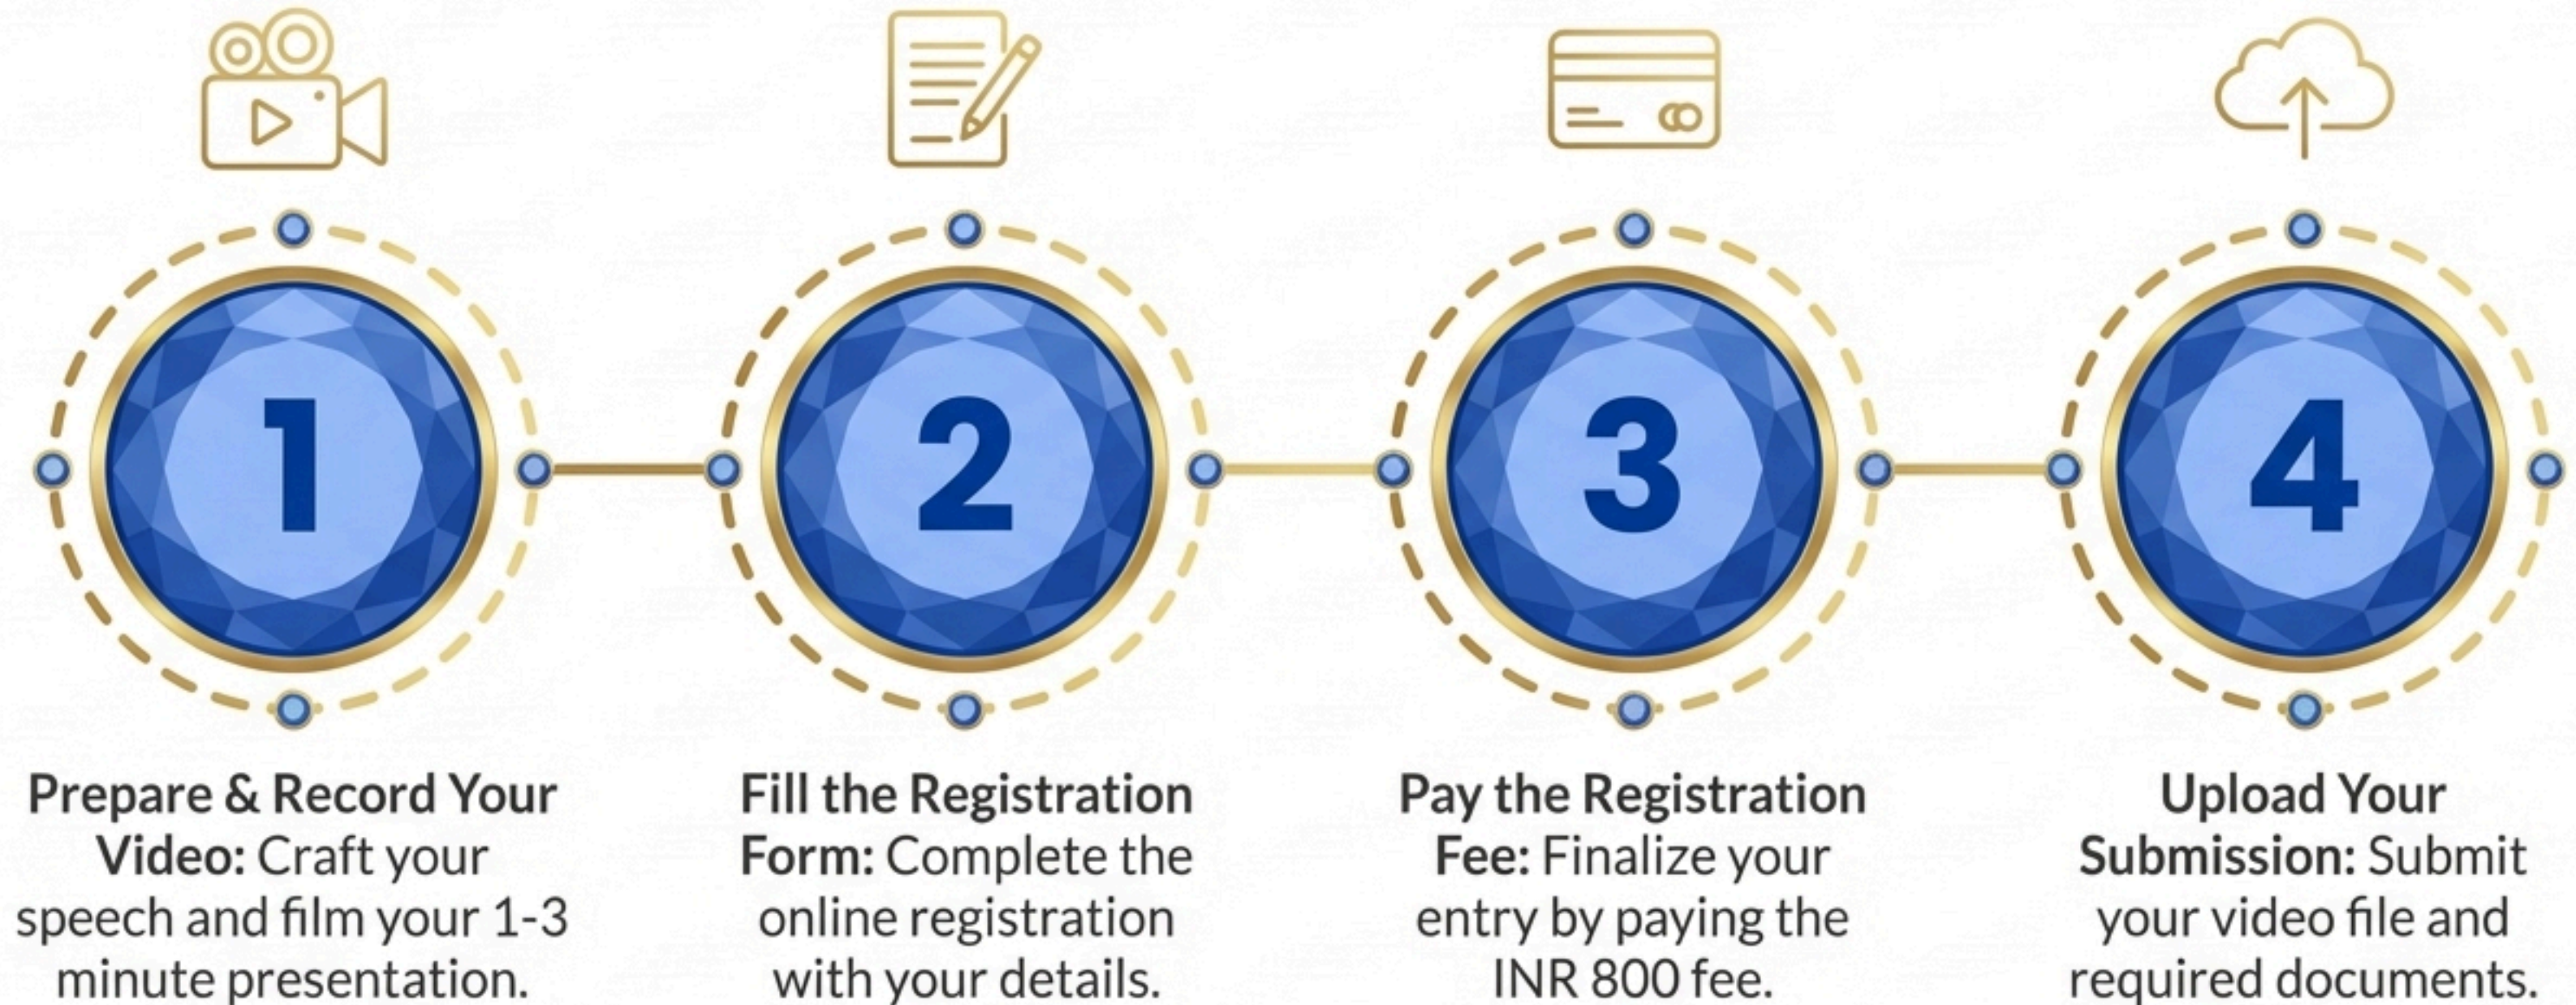 1
2
3
4
Prepare & Record Your
Video: Craft your
speech and film your 1-3
minute presentation.
Fill the Registration
Form: Complete the
online registration
with your details.
Pay the Registration
Fee: Finalize your
entry by paying the
INR 800 fee.
Upload Your
Submission: Submit
your video file and
required documents.